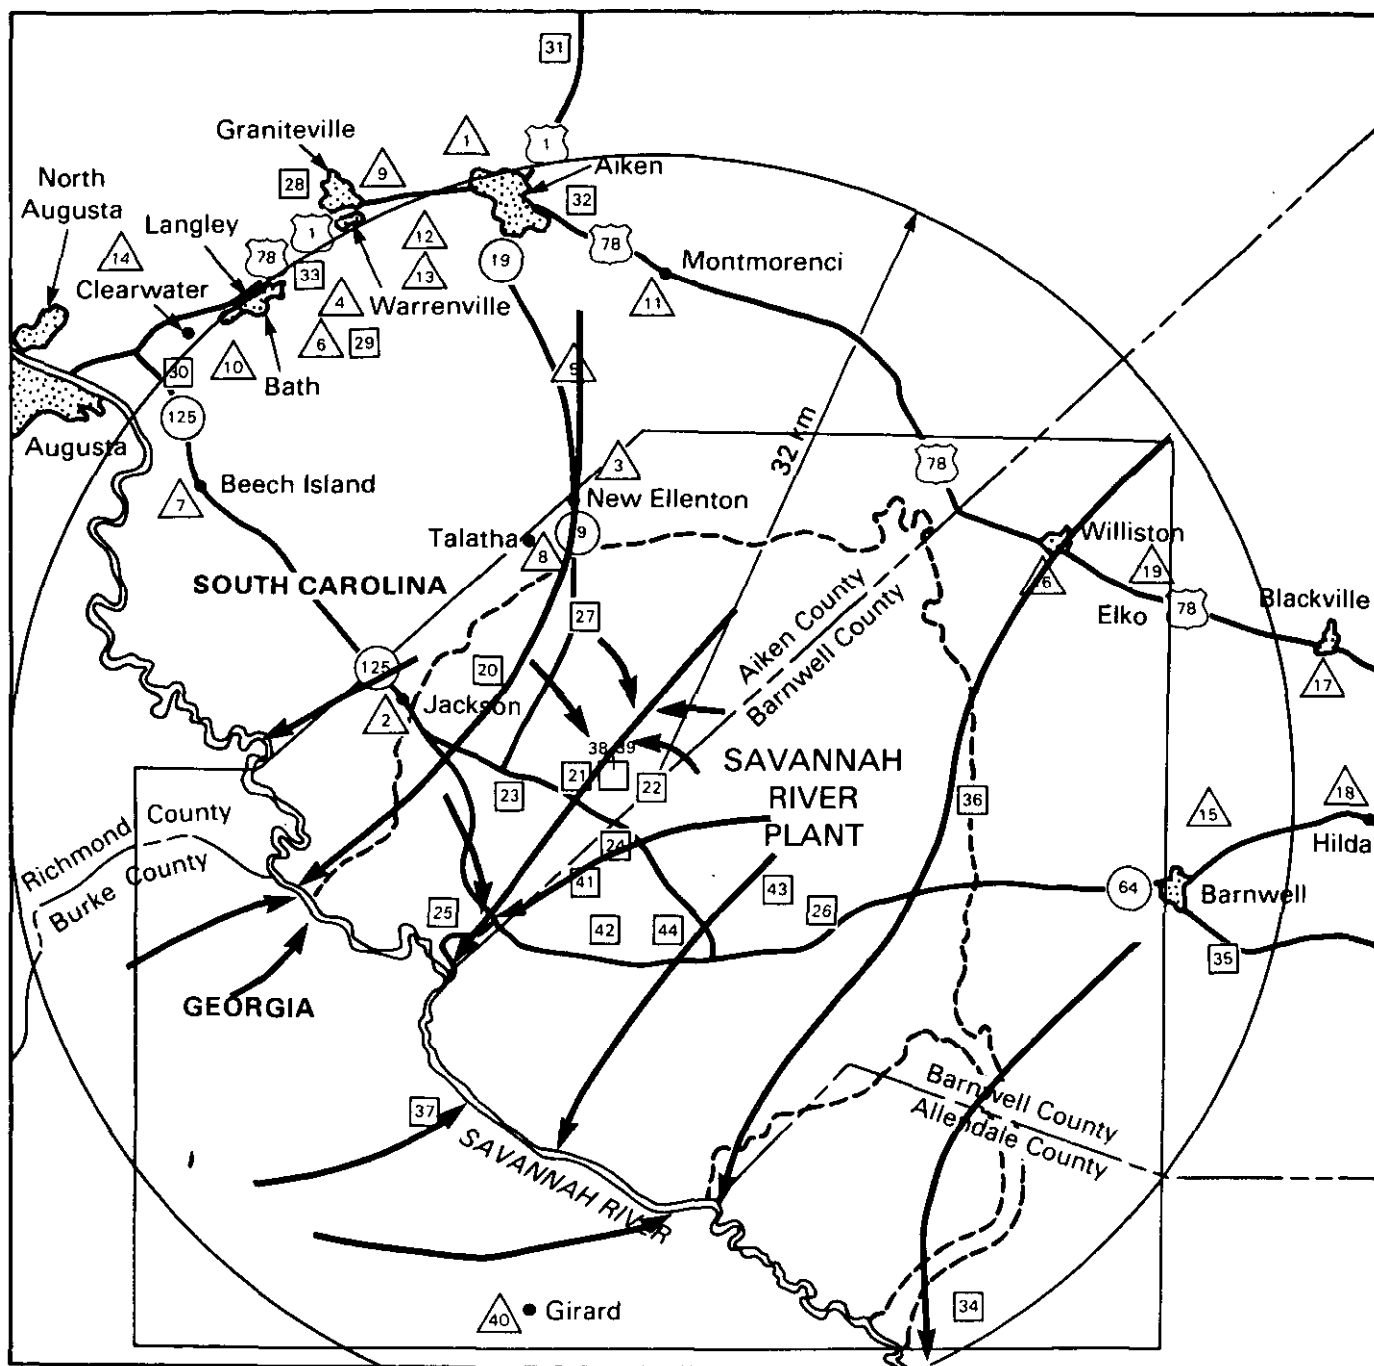 31
Graniteville
1
1
9
Aiken
28
32
North
Augusta
Langley
1
12
78
14
78
19
Montmorenci
33
13
Clearwater
4
Warrenville
11
6
29
10
30
Bath
5
125
Augusta
32 km
3
78
Beech Island
7
New Ellenton
Talatha
9
8
Williston
16
19
SOUTH CAROLINA
Aiken County
Barnwell County
Elko
78
Blackville
27
125
20
17
Jackson
2
38
39
SAVANNAH
RIVER
PLANT
21
22
23
36
18
15
Hilda
Richmond County
Burke County
24
41
43
64
Barnwell
25
26
42
44
35
GEORGIA
Barnwell County
Allendale County
37
SAVANNAH RIVER
34
40
Girard